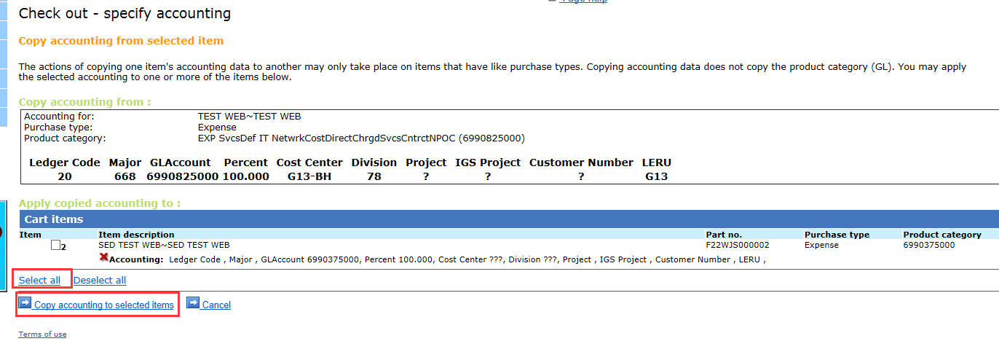 Page help
Check out - specify accounting
Copy accounting from selected item
The actions of copying one item's accounting data to another may only take place on items that have like purchase types. Copying accounting data does not copy the product category (GL). You may apply
the selected accounting to one or more of the items below.
Copy accounting from :
Accounting for: TEST WEB~TEST WEB
Purchase type: Expense
Product category: EXP SvcsDef IT NetwrkCostDirectChrgdSvcsCntrctNPOC (6990825000)
Ledger Code Major GLAccount Percent Cost Center Division Project IGS Project Customer Number LERU
20 668 6990825000 100.000 G13-BH 78 ? ? ? G13
Apply copied accounting to :
Cart items
Item Item description Part no. Purchase type Product category
2 SED TEST WEB~SED TEST WEB F22WJS000002 Expense 6990375000
Accounting: Ledger Code , Major , GLAccount 6990375000, Percent 100.000, Cost Center ???, Division ???, Project , IGS Project , Customer Number , LERU ,
Select all Deselect all
Copy accounting to selected items Cancel
Terms of use